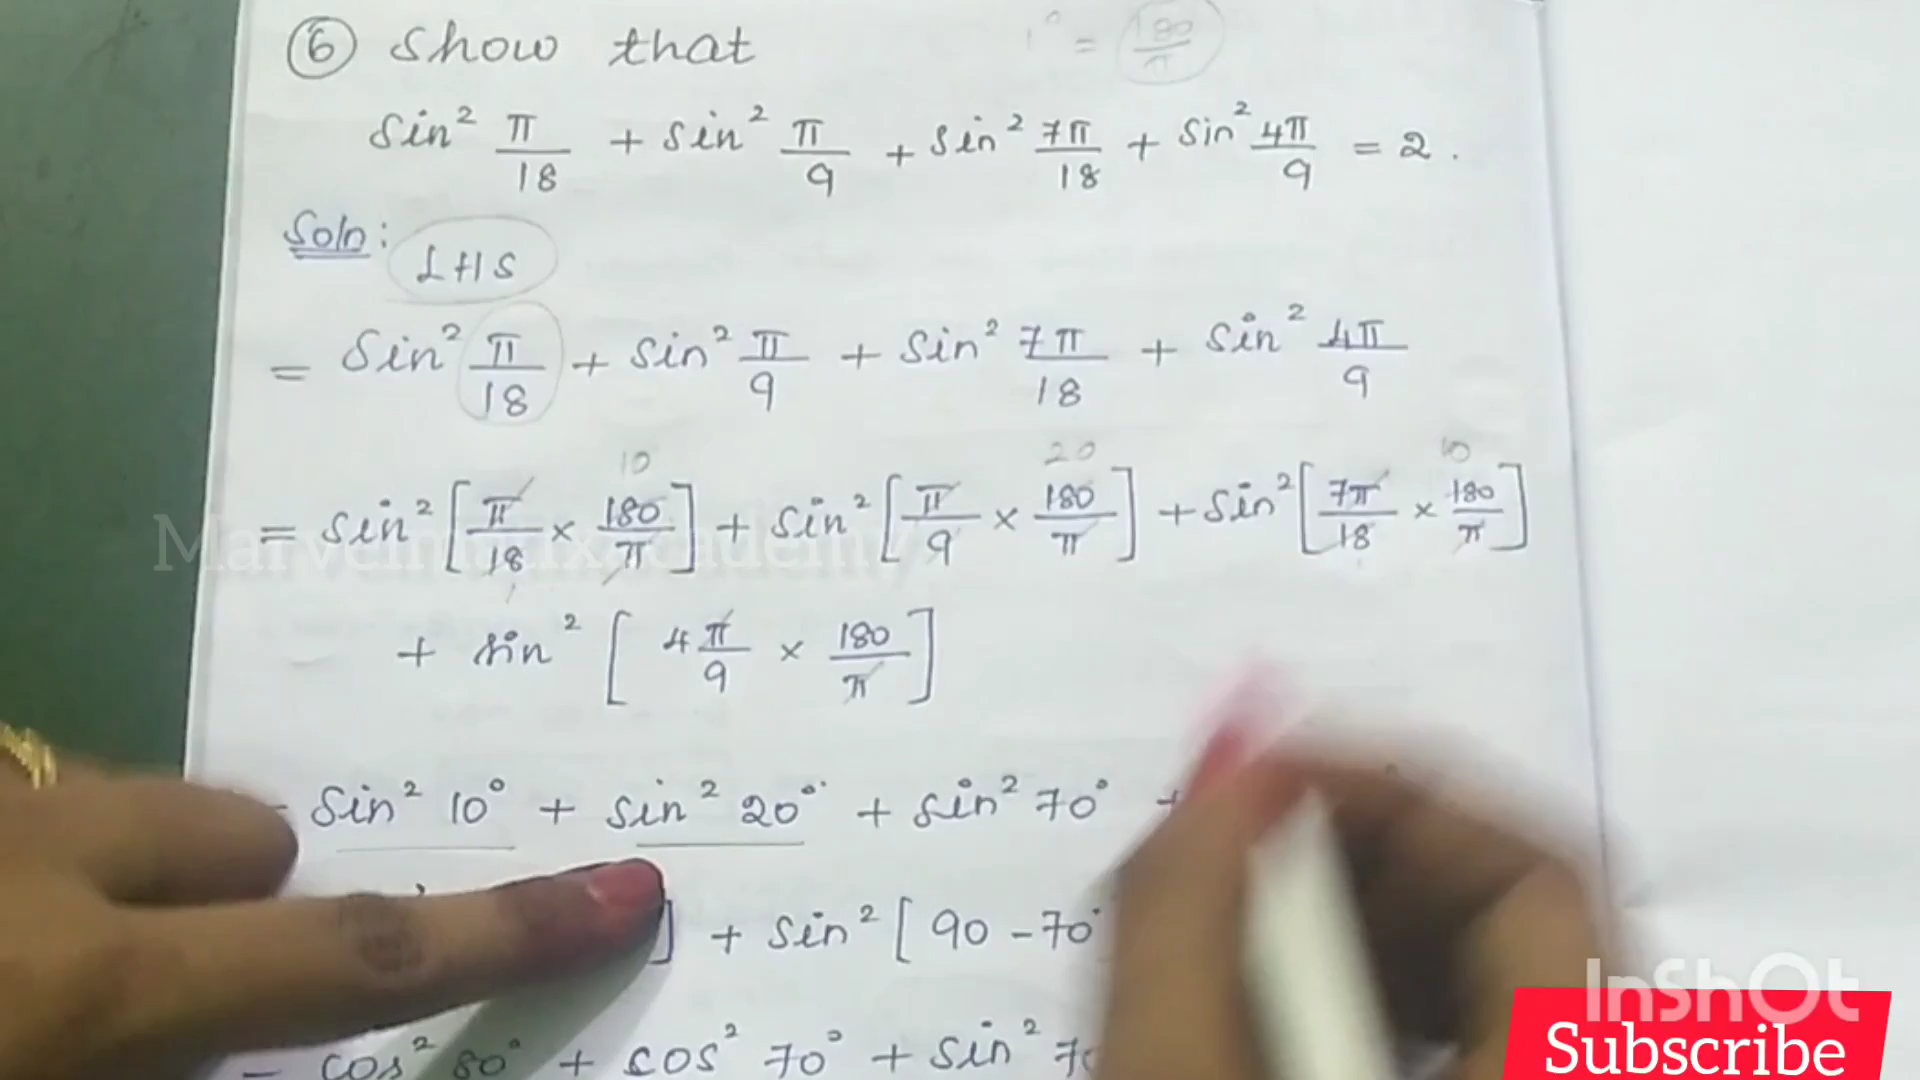 ⑥ Show that 1° = 180/π
sin² π/18 + sin² π/9 + sin² 7π/18 + sin² 4π/9 = 2.
Soln:
LHS
= sin² π/18 + sin² π/9 + sin² 7π/18 + sin² 4π/9
10 20 10
= sin² [π/18 × 180/π] + sin² [π/9 × 180/π] + sin² [7π/18 × 180/π]
+ sin² [4π/9 × 180/π]
Marvelmatixacademy
= sin² 10° + sin² 20° + sin² 70° +
] + sin² [90 - 70°
= cos² 80° + cos² 70° + sin²
InShOt
Subscribe